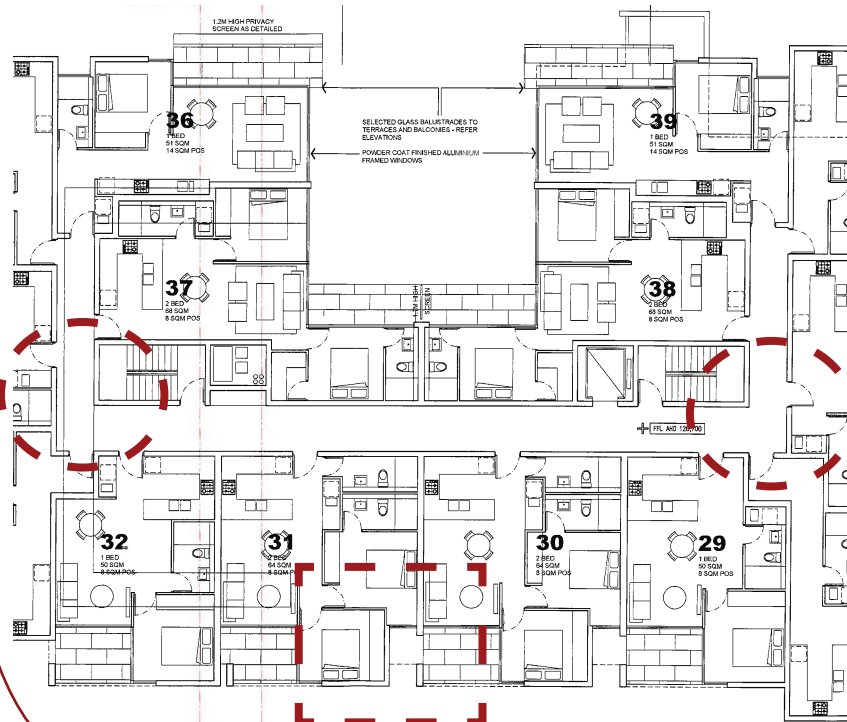 1.2M HIGH PRIVACY
SCREEN AS DETAILED
36
1 BED
51 SQM
14 SQM POS
SELECTED GLASS BALUSTRADES TO
TERRACES AND BALCONIES - REFER
ELEVATIONS
POWDER COAT FINISHED ALUMINIUM
FRAMED WINDOWS
39
1 BED
51 SQM
14 SQM POS
37
2 BED
68 SQM
8 SQM POS
HIGH
SCREEN
38
2 BED
68 SQM
8 SQM POS
FFL AHD 120,700
32
1 BED
50 SQM
8 SQM POS
31
2 BED
64 SQM
8 SQM POS
30
2 BED
64 SQM
8 SQM POS
29
1 BED
50 SQM
8 SQM POS